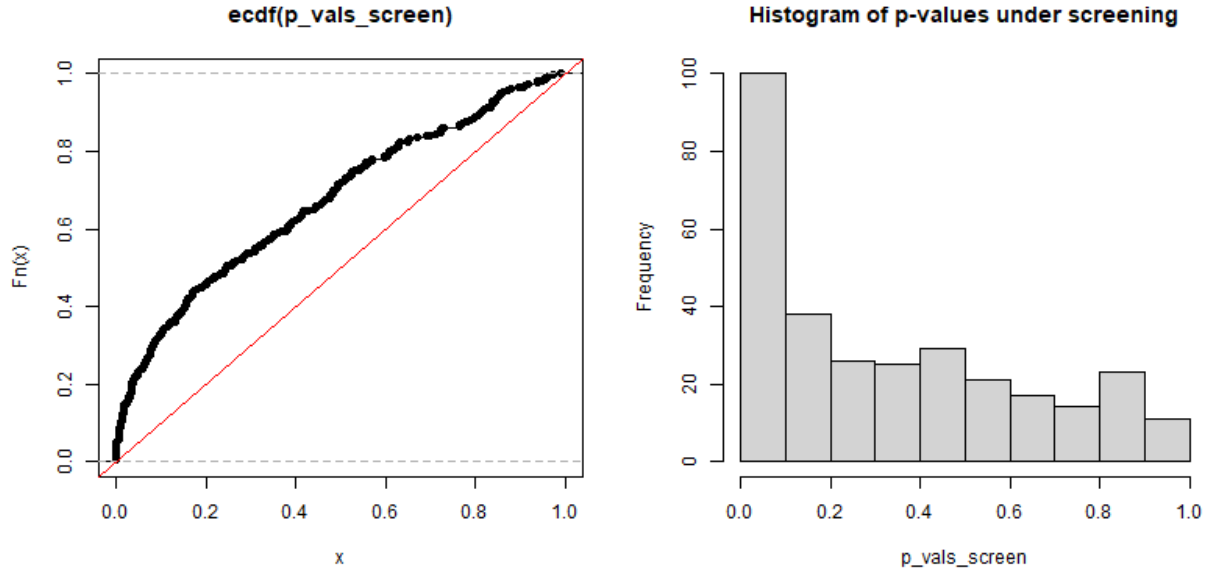 ecdf(p_vals_screen)
Fn(x)
1.0
0.8
0.6
0.4
0.2
0.0
0.0 0.2 0.4 0.6 0.8 1.0
x
Histogram of p-values under screening
Frequency
100
80
60
40
20
0
0.0 0.2 0.4 0.6 0.8 1.0
p_vals_screen